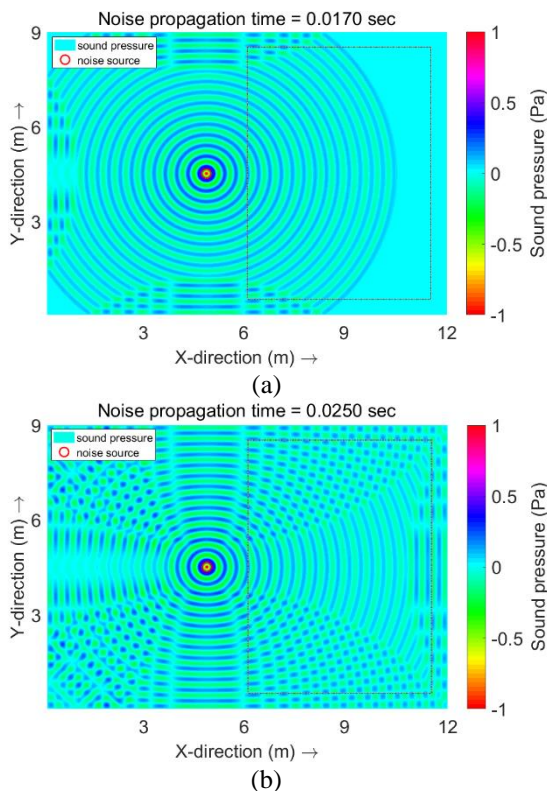 Noise propagation time = 0.0170 sec
9
6
3
Y-direction (m) →
sound pressure
noise source
3 6 9 12
X-direction (m) →
1
0.5
0
-0.5
-1
Sound pressure (Pa)
(a)
Noise propagation time = 0.0250 sec
9
6
3
Y-direction (m) →
sound pressure
noise source
3 6 9 12
X-direction (m) →
1
0.5
0
-0.5
-1
Sound pressure (Pa)
(b)